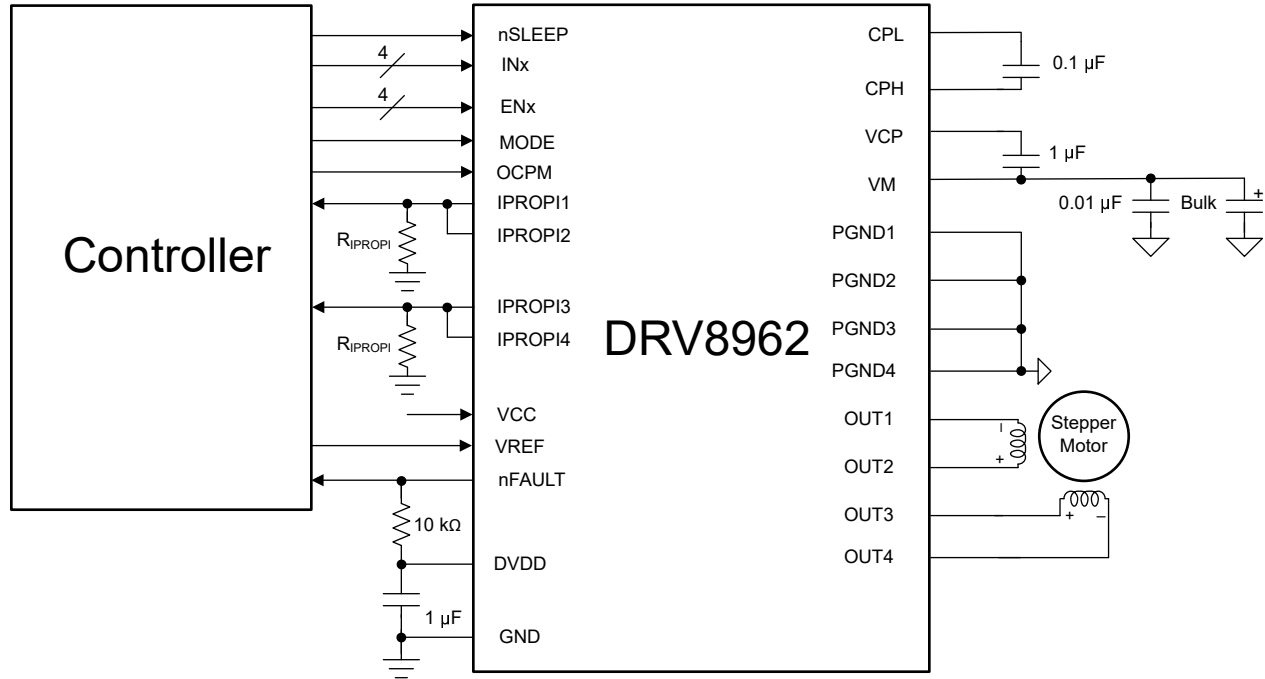 Controller
4
4
nSLEEP
INx
ENx
MODE
OCPM
IPROPI1
IPROPI2
RIPROPI
IPROPI3
IPROPI4
RIPROPI
VCC
VREF
nFAULT
10 kΩ
DVDD
1 µF
GND
DRV8962
CPL
CPH
0.1 µF
VCP
1 µF
VM
0.01 µF
Bulk
+
PGND1
PGND2
PGND3
PGND4
OUT1
–
+
OUT2
Stepper
Motor
OUT3
+
–
OUT4